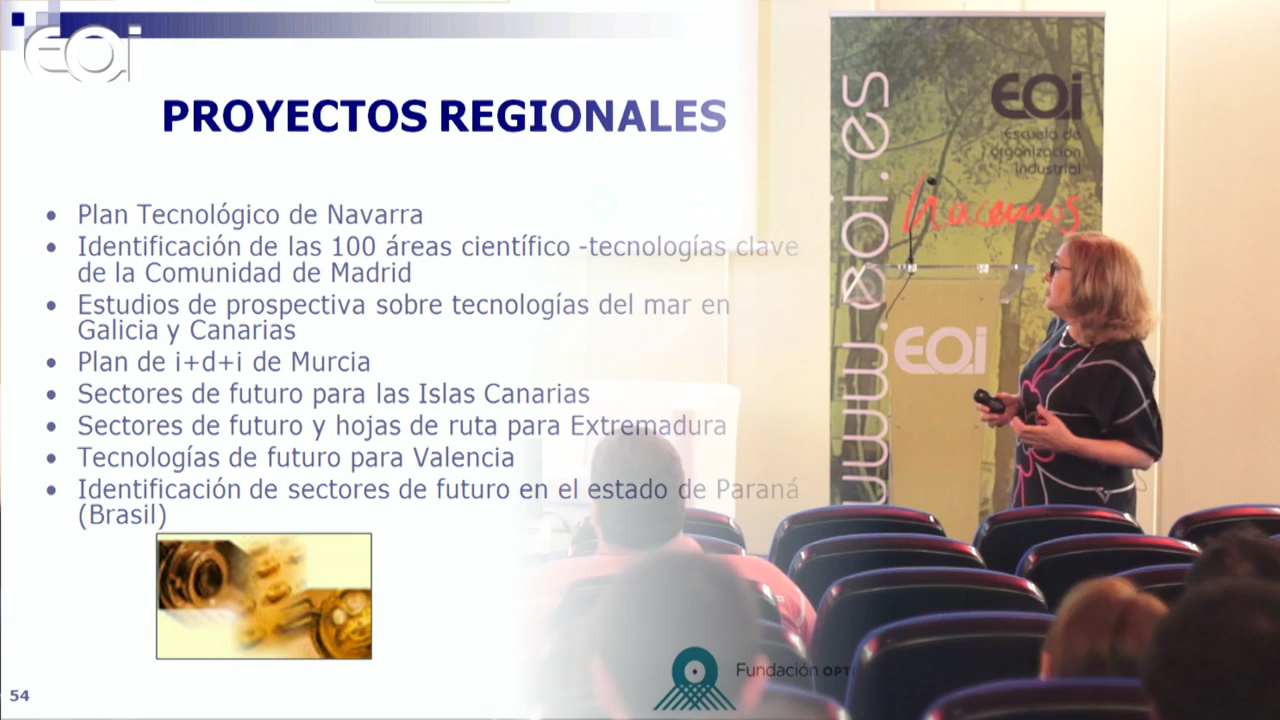 EOi
PROYECTOS REGIONALES
• Plan Tecnológico de Navarra
• Identificación de las 100 áreas científico -tecnologías clave
de la Comunidad de Madrid
• Estudios de prospectiva sobre tecnologías del mar en
Galicia y Canarias
• Plan de i+d+i de Murcia
• Sectores de futuro para las Islas Canarias
• Sectores de futuro y hojas de ruta para Extremadura
• Tecnologías de futuro para Valencia
• Identificación de sectores de futuro en el estado de Paraná
(Brasil)
54
Fundación OPTI
www.eoi.es
EOi
Escuela de
organización
industrial
hacemos
EOi